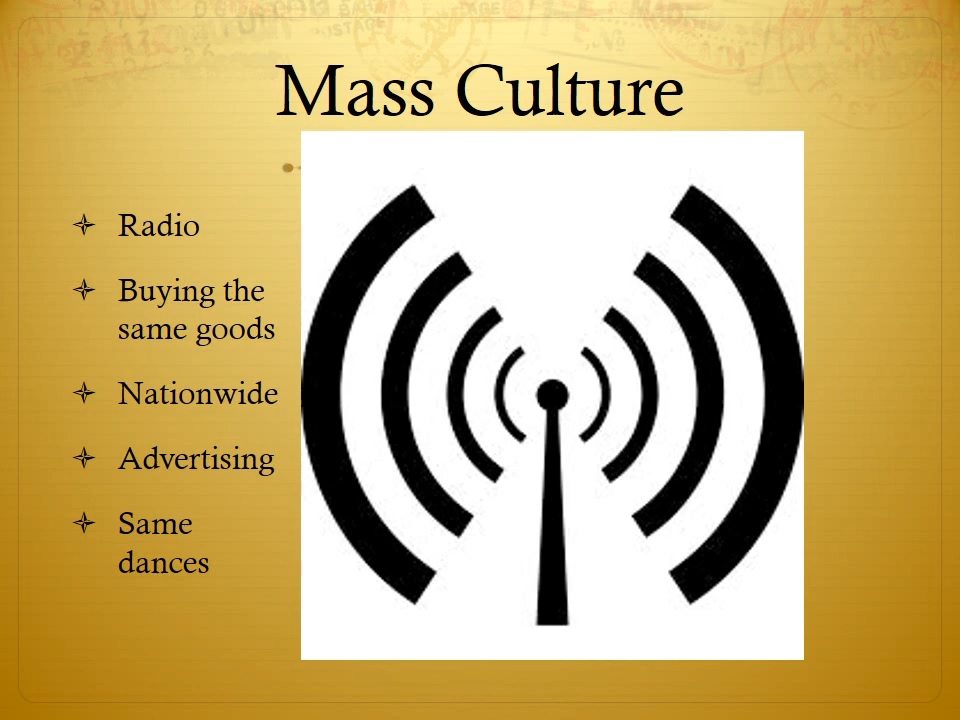 Mass Culture
Radio
Buying the
same goods
Nationwide
Advertising
Same
dances